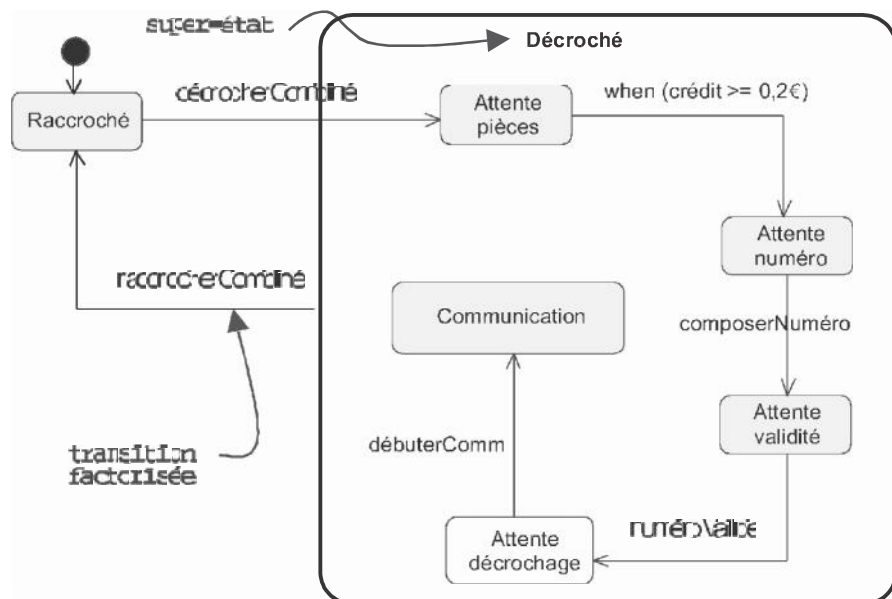 super-état
Décroché
décrocherCombiné
Attente
pièces
when (crédit >= 0,2€)
Raccroché
Attente
numéro
raccrocherCombiné
Communication
composerNuméro
Attente
validité
débuterComm
transition
factorisée
Attente
décrochage
numéroValide